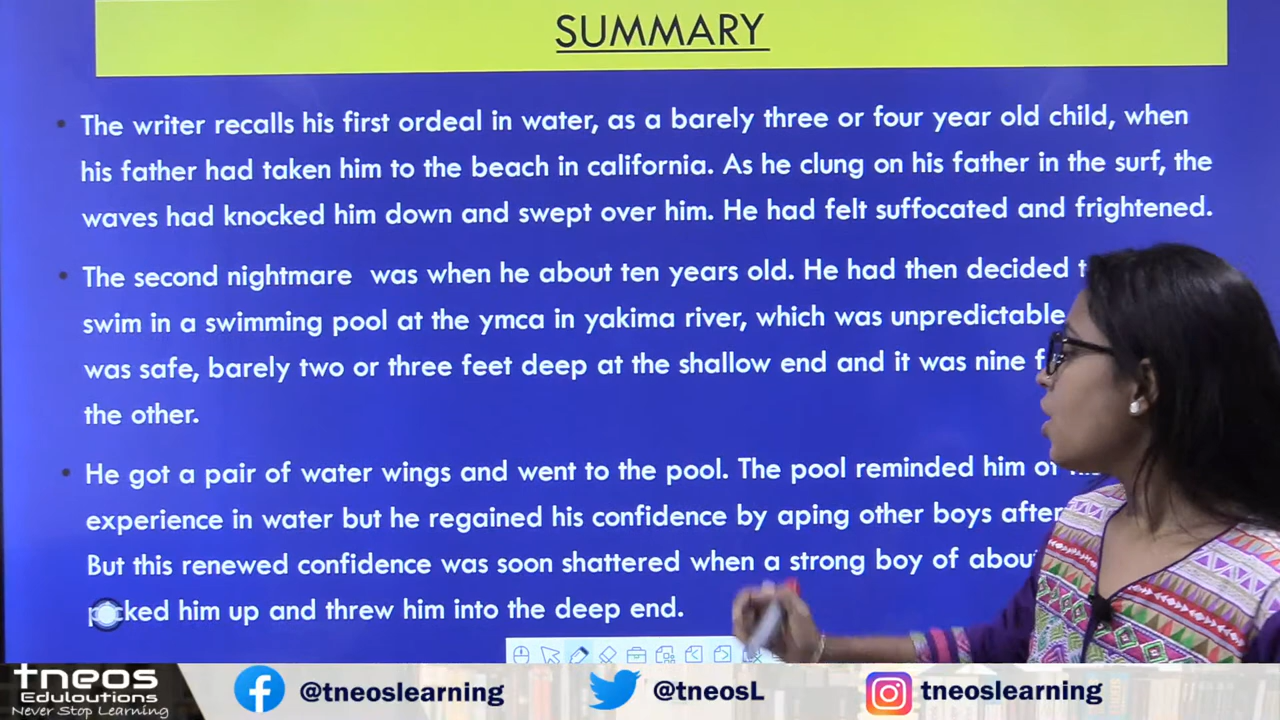 SUMMARY
• The writer recalls his first ordeal in water, as a barely three or four year old child, when
his father had taken him to the beach in california. As he clung on his father in the surf, the
waves had knocked him down and swept over him. He had felt suffocated and frightened.
• The second nightmare was when he about ten years old. He had then decided
swim in a swimming pool at the ymca in yakima river, which was unpredictable
was safe, barely two or three feet deep at the shallow end and it was nine
the other.
• He got a pair of water wings and went to the pool. The pool reminded him of
experience in water but he regained his confidence by aping other boys after
But this renewed confidence was soon shattered when a strong boy of about
picked him up and threw him into the deep end.
tneos
Edulautions
Never Stop Learning
@tneoslearning
@tneosL
tneoslearning